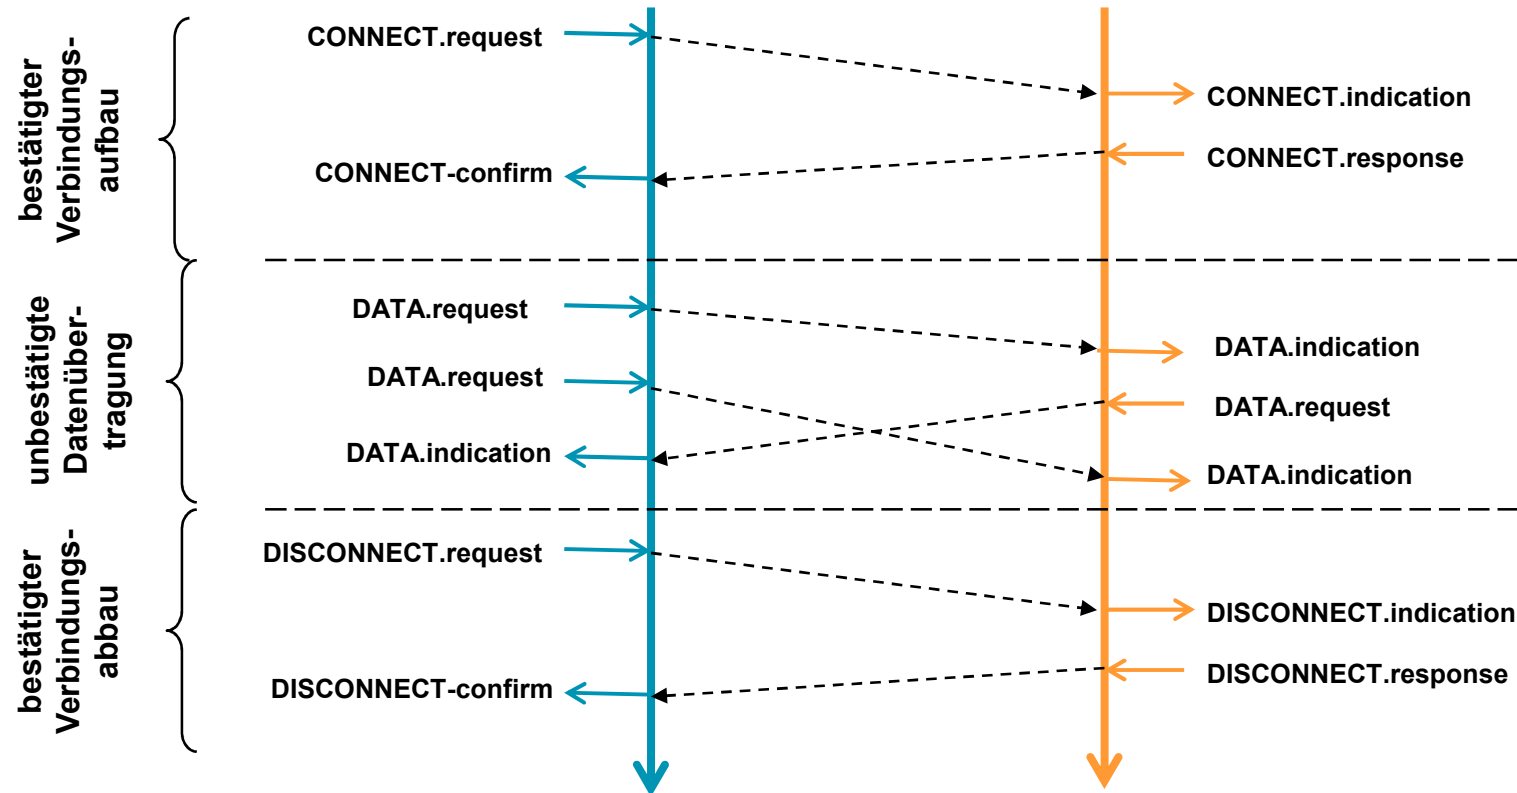 bestätigter
Verbindungs-
aufbau
CONNECT.request
CONNECT.indication
CONNECT.response
CONNECT-confirm
unbestätigte
Datenüber-
tragung
DATA.request
DATA.indication
DATA.request
DATA.request
DATA.indication
DATA.indication
bestätigter
Verbindungs-
abbau
DISCONNECT.request
DISCONNECT.indication
DISCONNECT.response
DISCONNECT-confirm